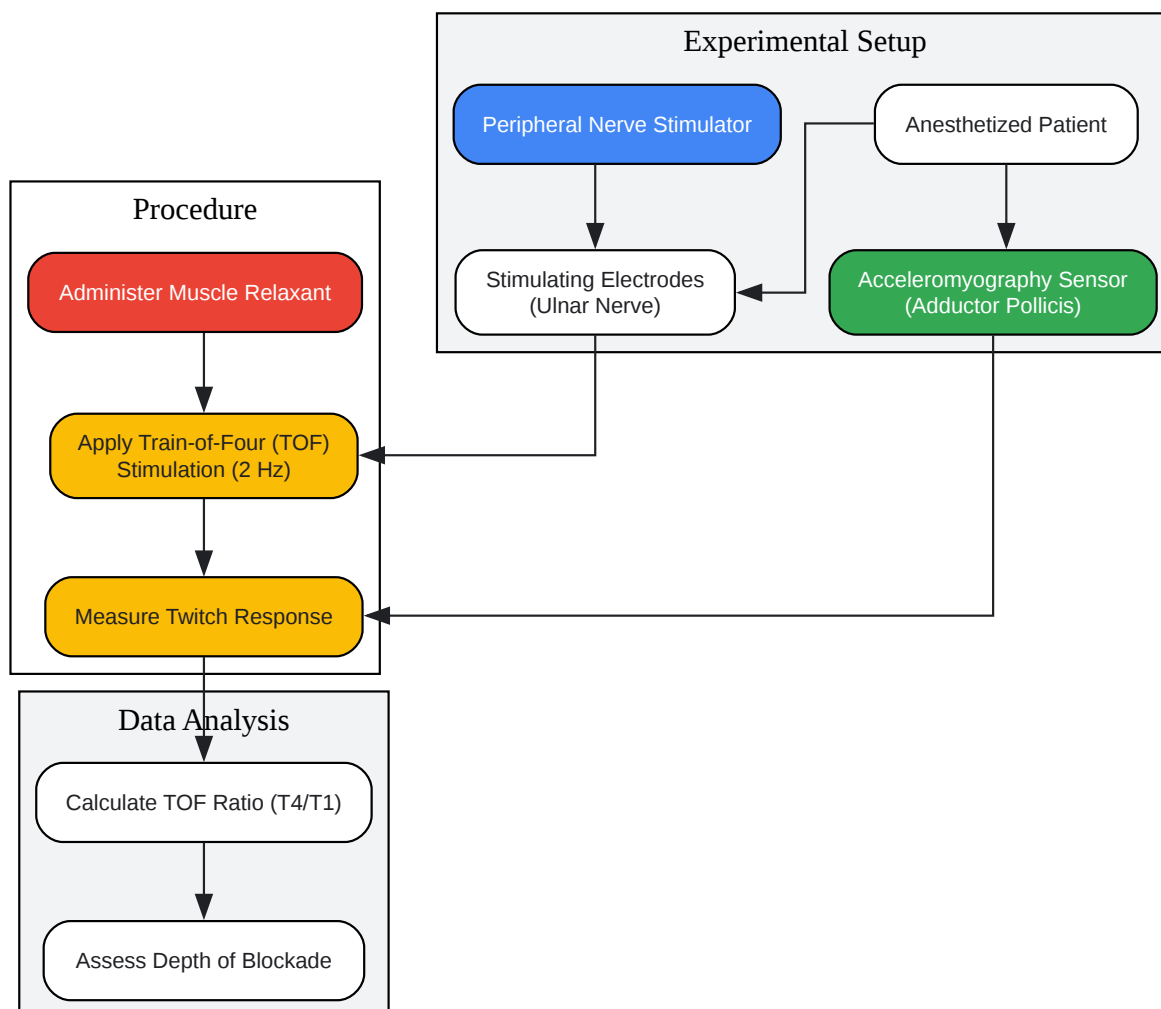 Experimental Setup
Peripheral Nerve Stimulator
Anesthetized Patient
Stimulating Electrodes
(Ulnar Nerve)
Acceleromyography Sensor
(Adductor Pollicis)
Procedure
Administer Muscle Relaxant
Apply Train-of-Four (TOF)
Stimulation (2 Hz)
Measure Twitch Response
Data Analysis
Calculate TOF Ratio (T4/T1)
Assess Depth of Blockade